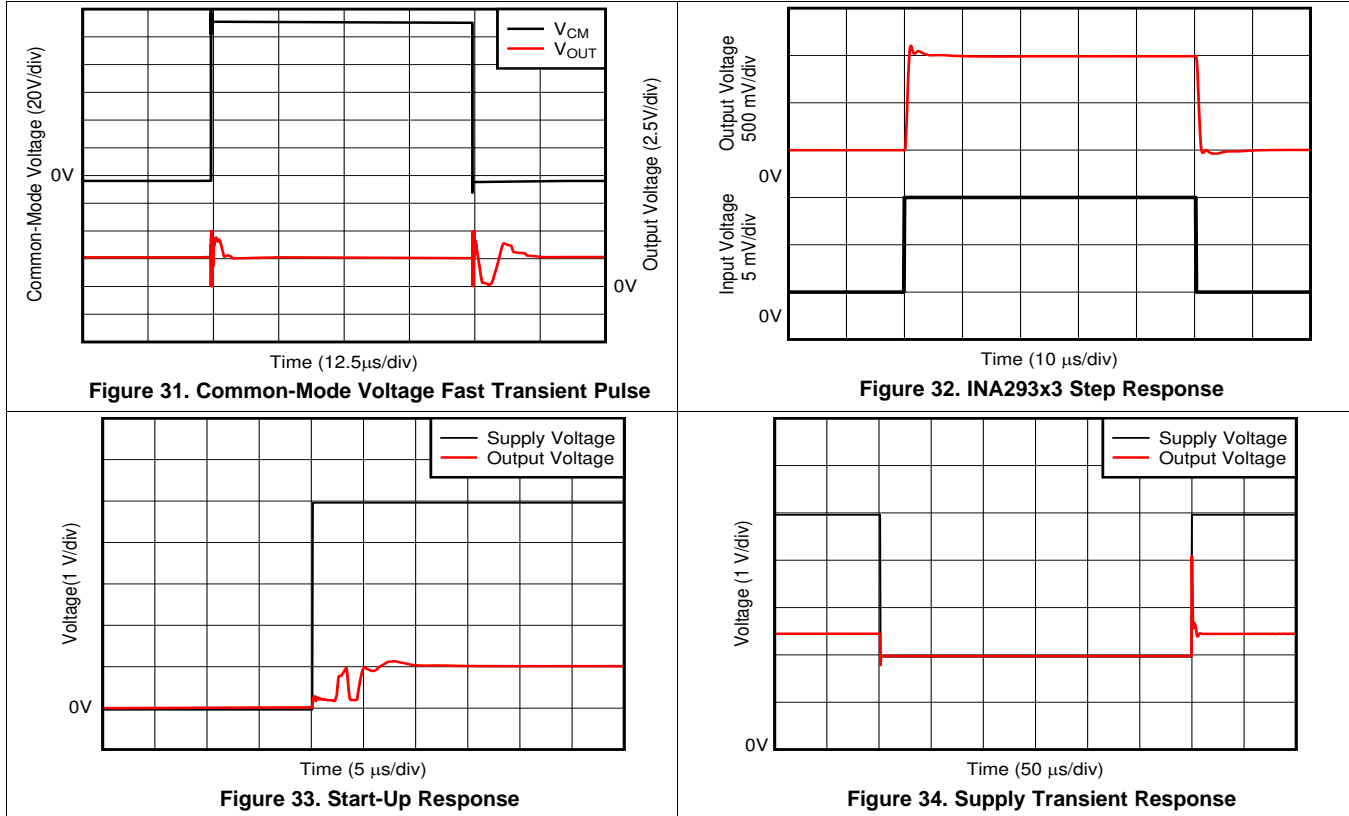 V_CM
V_OUT
Common-Mode Voltage (20V/div)
0V
Output Voltage (2.5V/div)
0V
Time (12.5μs/div)
Figure 31. Common-Mode Voltage Fast Transient Pulse
Output Voltage
500 mV/div
0V
Input Voltage
5 mV/div
0V
Time (10 μs/div)
Figure 32. INA293x3 Step Response
Supply Voltage
Output Voltage
Voltage(1 V/div)
0V
Time (5 μs/div)
Figure 33. Start-Up Response
Supply Voltage
Output Voltage
Voltage (1 V/div)
0V
Time (50 μs/div)
Figure 34. Supply Transient Response